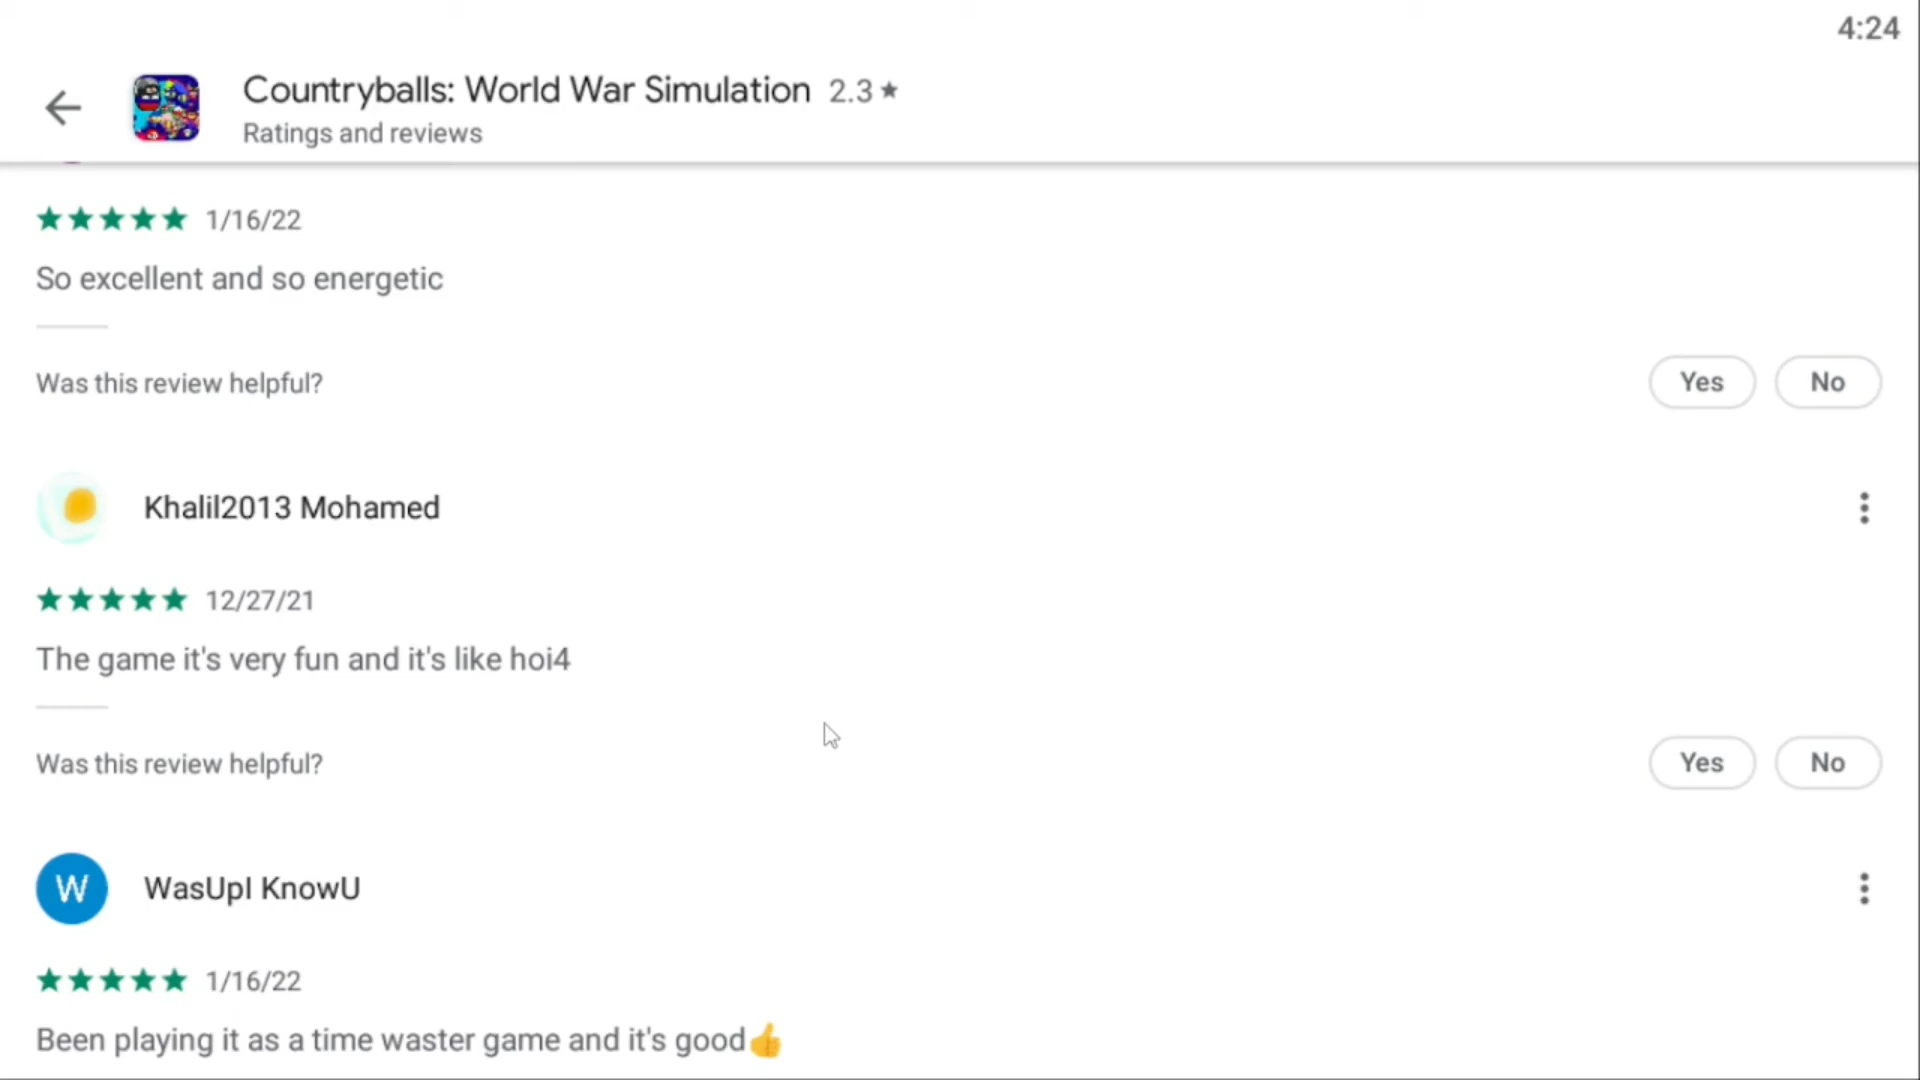 4:24
Countryballs: World War Simulation 2.3 ★
Ratings and reviews
★★★★★ 1/16/22
So excellent and so energetic
Was this review helpful? Yes No
Khalil2013 Mohamed
★★★★★ 12/27/21
The game it's very fun and it's like hoi4
Was this review helpful? Yes No
W WasUpI KnowU
★★★★★ 1/16/22
Been playing it as a time waster game and it's good👍